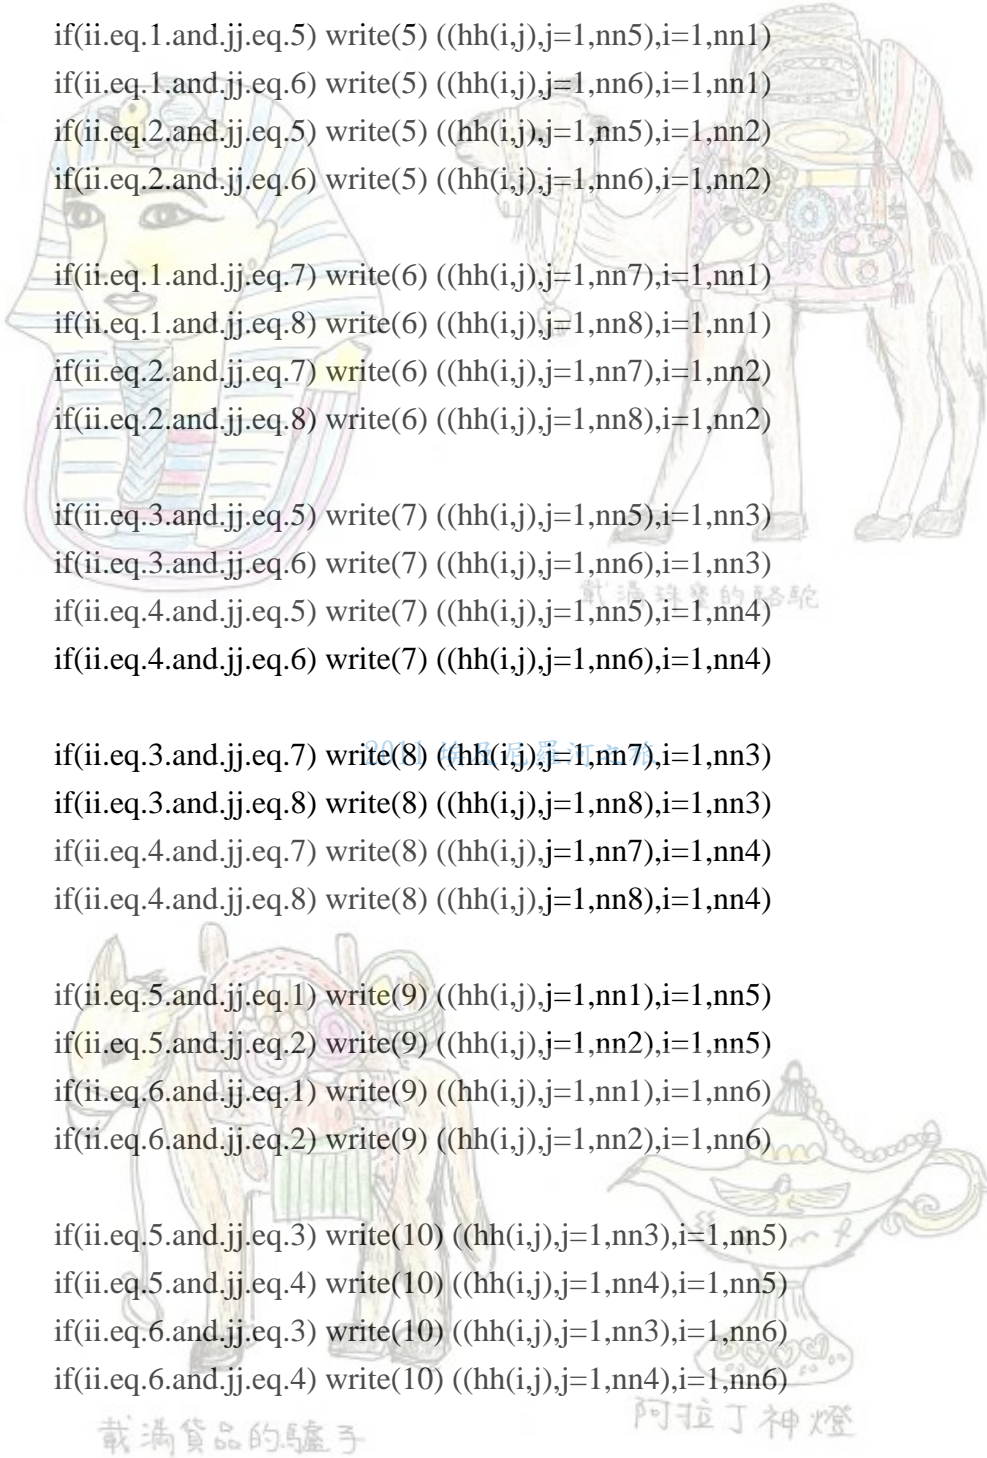 if(ii.eq.1.and.jj.eq.5) write(5) ((hh(i,j),j=1,nn5),i=1,nn1)
if(ii.eq.1.and.jj.eq.6) write(5) ((hh(i,j),j=1,nn6),i=1,nn1)
if(ii.eq.2.and.jj.eq.5) write(5) ((hh(i,j),j=1,nn5),i=1,nn2)
if(ii.eq.2.and.jj.eq.6) write(5) ((hh(i,j),j=1,nn6),i=1,nn2)
if(ii.eq.1.and.jj.eq.7) write(6) ((hh(i,j),j=1,nn7),i=1,nn1)
if(ii.eq.1.and.jj.eq.8) write(6) ((hh(i,j),j=1,nn8),i=1,nn1)
if(ii.eq.2.and.jj.eq.7) write(6) ((hh(i,j),j=1,nn7),i=1,nn2)
if(ii.eq.2.and.jj.eq.8) write(6) ((hh(i,j),j=1,nn8),i=1,nn2)
if(ii.eq.3.and.jj.eq.5) write(7) ((hh(i,j),j=1,nn5),i=1,nn3)
if(ii.eq.3.and.jj.eq.6) write(7) ((hh(i,j),j=1,nn6),i=1,nn3)
載滿珠寶的駱駝
if(ii.eq.4.and.jj.eq.5) write(7) ((hh(i,j),j=1,nn5),i=1,nn4)
if(ii.eq.4.and.jj.eq.6) write(7) ((hh(i,j),j=1,nn6),i=1,nn4)
2011 埃及尼羅河之旅
if(ii.eq.3.and.jj.eq.7) write(8) ((hh(i,j),j=1,nn7),i=1,nn3)
if(ii.eq.3.and.jj.eq.8) write(8) ((hh(i,j),j=1,nn8),i=1,nn3)
if(ii.eq.4.and.jj.eq.7) write(8) ((hh(i,j),j=1,nn7),i=1,nn4)
if(ii.eq.4.and.jj.eq.8) write(8) ((hh(i,j),j=1,nn8),i=1,nn4)
if(ii.eq.5.and.jj.eq.1) write(9) ((hh(i,j),j=1,nn1),i=1,nn5)
if(ii.eq.5.and.jj.eq.2) write(9) ((hh(i,j),j=1,nn2),i=1,nn5)
if(ii.eq.6.and.jj.eq.1) write(9) ((hh(i,j),j=1,nn1),i=1,nn6)
if(ii.eq.6.and.jj.eq.2) write(9) ((hh(i,j),j=1,nn2),i=1,nn6)
if(ii.eq.5.and.jj.eq.3) write(10) ((hh(i,j),j=1,nn3),i=1,nn5)
if(ii.eq.5.and.jj.eq.4) write(10) ((hh(i,j),j=1,nn4),i=1,nn5)
if(ii.eq.6.and.jj.eq.3) write(10) ((hh(i,j),j=1,nn3),i=1,nn6)
if(ii.eq.6.and.jj.eq.4) write(10) ((hh(i,j),j=1,nn4),i=1,nn6)
載滿貨品的驢子
阿拉丁神燈